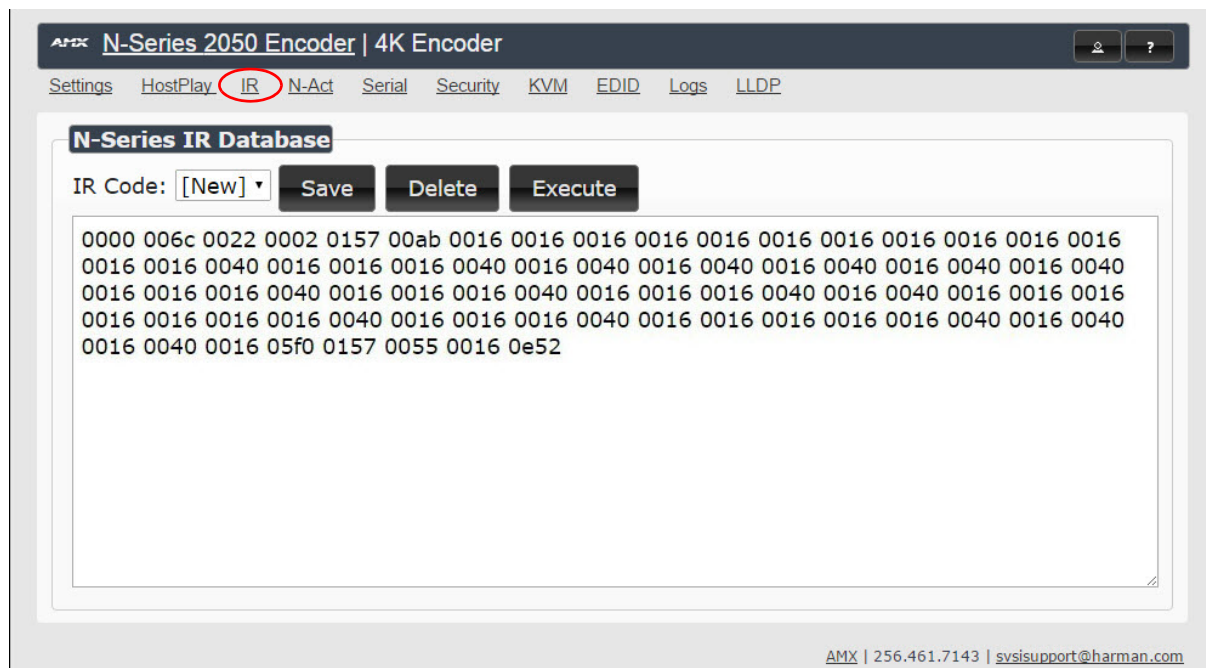 AMX N-Series 2050 Encoder | 4K Encoder ?
Settings HostPlay IR N-Act Serial Security KVM EDID Logs LLDP
N-Series IR Database
IR Code: [New] Save Delete Execute
0000 006c 0022 0002 0157 00ab 0016 0016 0016 0016 0016 0016 0016 0016 0016 0016 0016
0016 0016 0040 0016 0016 0016 0040 0016 0040 0016 0040 0016 0040 0016 0040 0016 0040
0016 0016 0016 0040 0016 0016 0016 0040 0016 0016 0016 0040 0016 0040 0016 0016 0016
0016 0016 0016 0016 0040 0016 0016 0016 0040 0016 0016 0016 0016 0016 0040 0016 0040
0016 0040 0016 05f0 0157 0055 0016 0e52
AMX | 256.461.7143 | svsisupport@harman.com